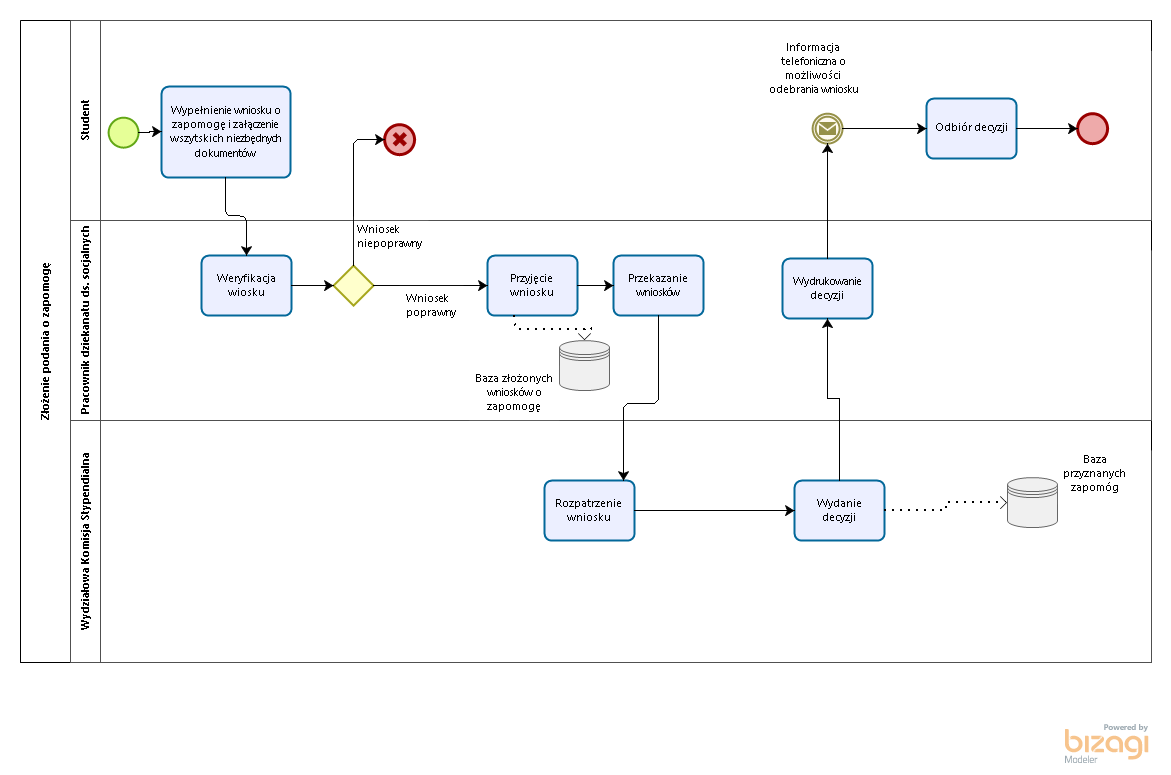 Złożenie podania o zapomogę
Student
Wypełnienie wniosku o
zapomogę i załączenie
wszytskich niezbędnych
dokumentów
Informacja
telefoniczna o
możliwości
odebrania wniosku
Odbiór decyzji
Pracownik dziekanatu ds. socjalnych
Weryfikacja
wiosku
Wniosek
niepoprawny
Wniosek
poprawny
Przyjęcie
wniosku
Przekazanie
wniosków
Baza złożonych
wniosków o
zapomogę
Wydrukowanie
decyzji
Wydziałowa Komisja Stypendialna
Rozpatrzenie
wniosku
Wydanie
decyzji
Baza
przyznanych
zapomóg
Powered by
bizagi
Modeler